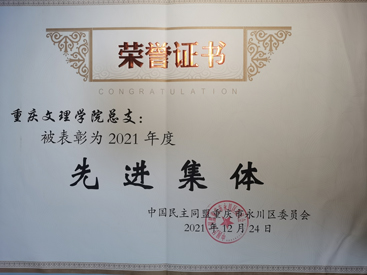 荣誉证书
CONGRATULATION
重庆文理学院总支:
被表彰为2021年度
先进集体
中国民主同盟重庆市永川区委员会
2021年12月24日